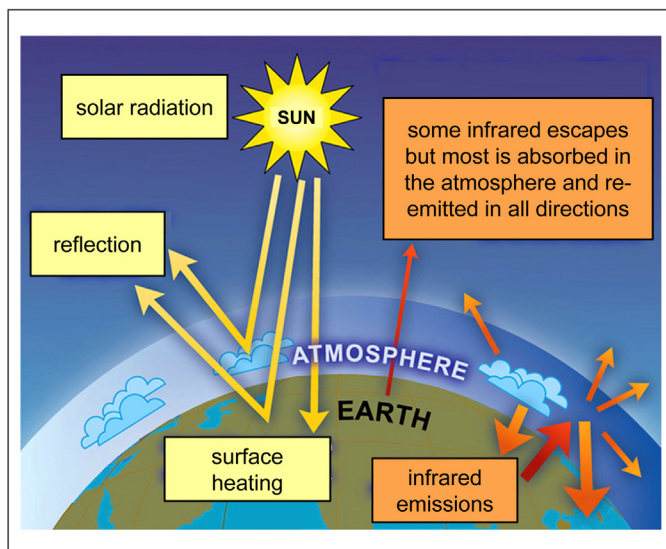 solar radiation
SUN
some infrared escapes
but most is absorbed in
the atmosphere and re-
emitted in all directions
reflection
ATMOSPHERE
EARTH
surface
heating
infrared
emissions